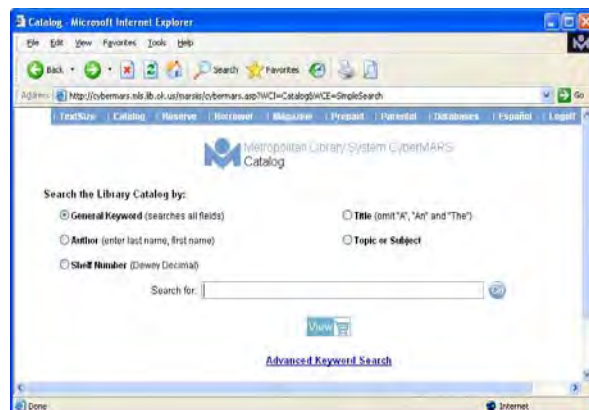 Catalog - Microsoft Internet Explorer
File Edit View Favorites Tools Help
Back Search Favorites
Address http://cybermars.mls.lib.ok.us/marsiis/cybermars.asp?WCI=Catalog&WCE=SimpleSearch Go
TextSize | Catalog | Reserve | Borrower | Magazine | Prepaid | Parental | Databases | Español | Logoff
Metropolitan Library System CyberMARS
Catalog
Search the Library Catalog by:
General Keyword (searches all fields) Title (omit "A", "An" and "The")
Author (enter last name, first name) Topic or Subject
Shelf Number (Dewey Decimal)
Search for:
View
Advanced Keyword Search
Done Internet